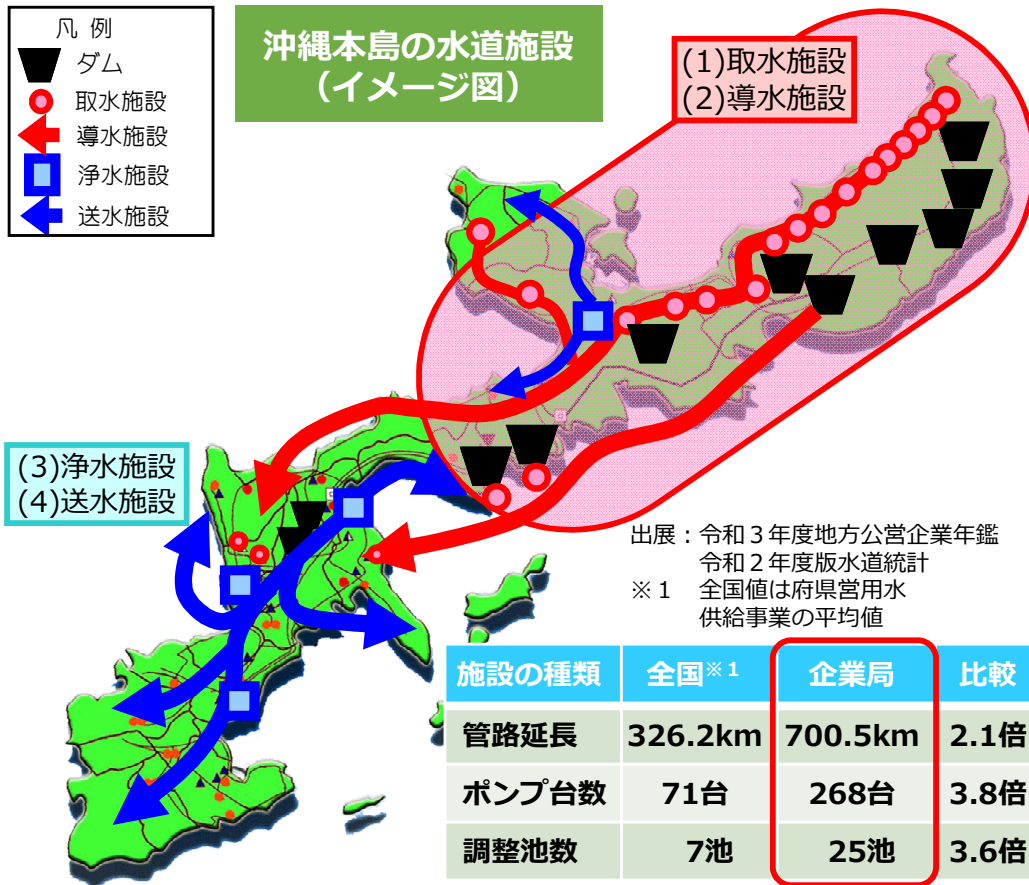 凡 例
ダム
取水施設
導水施設
浄水施設
送水施設
沖縄本島の水道施設
（イメージ図）
(1)取水施設
(2)導水施設
(3)浄水施設
(4)送水施設
出展：令和３年度地方公営企業年鑑
令和２年度版水道統計
※１ 全国値は府県営用水
供給事業の平均値
施設の種類 全国※１ 企業局 比較
管路延長 326.2km 700.5km 2.1倍
ポンプ台数 71台 268台 3.8倍
調整池数 7池 25池 3.6倍